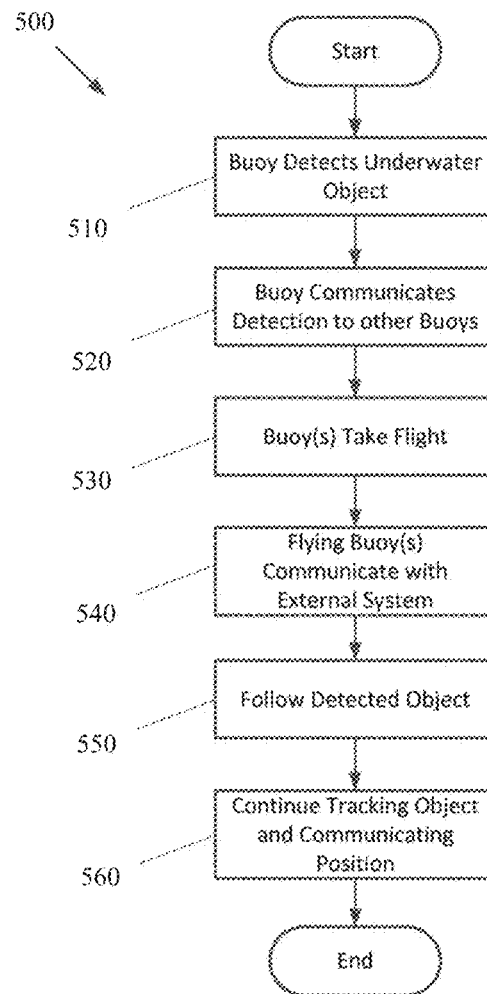 500
Start
Buoy Detects Underwater
Object
510
Buoy Communicates
Detection to other Buoys
520
Buoy(s) Take Flight
530
Flying Buoy(s)
Communicate with
External System
540
Follow Detected Object
550
Continue Tracking Object
and Communicating
Position
560
End